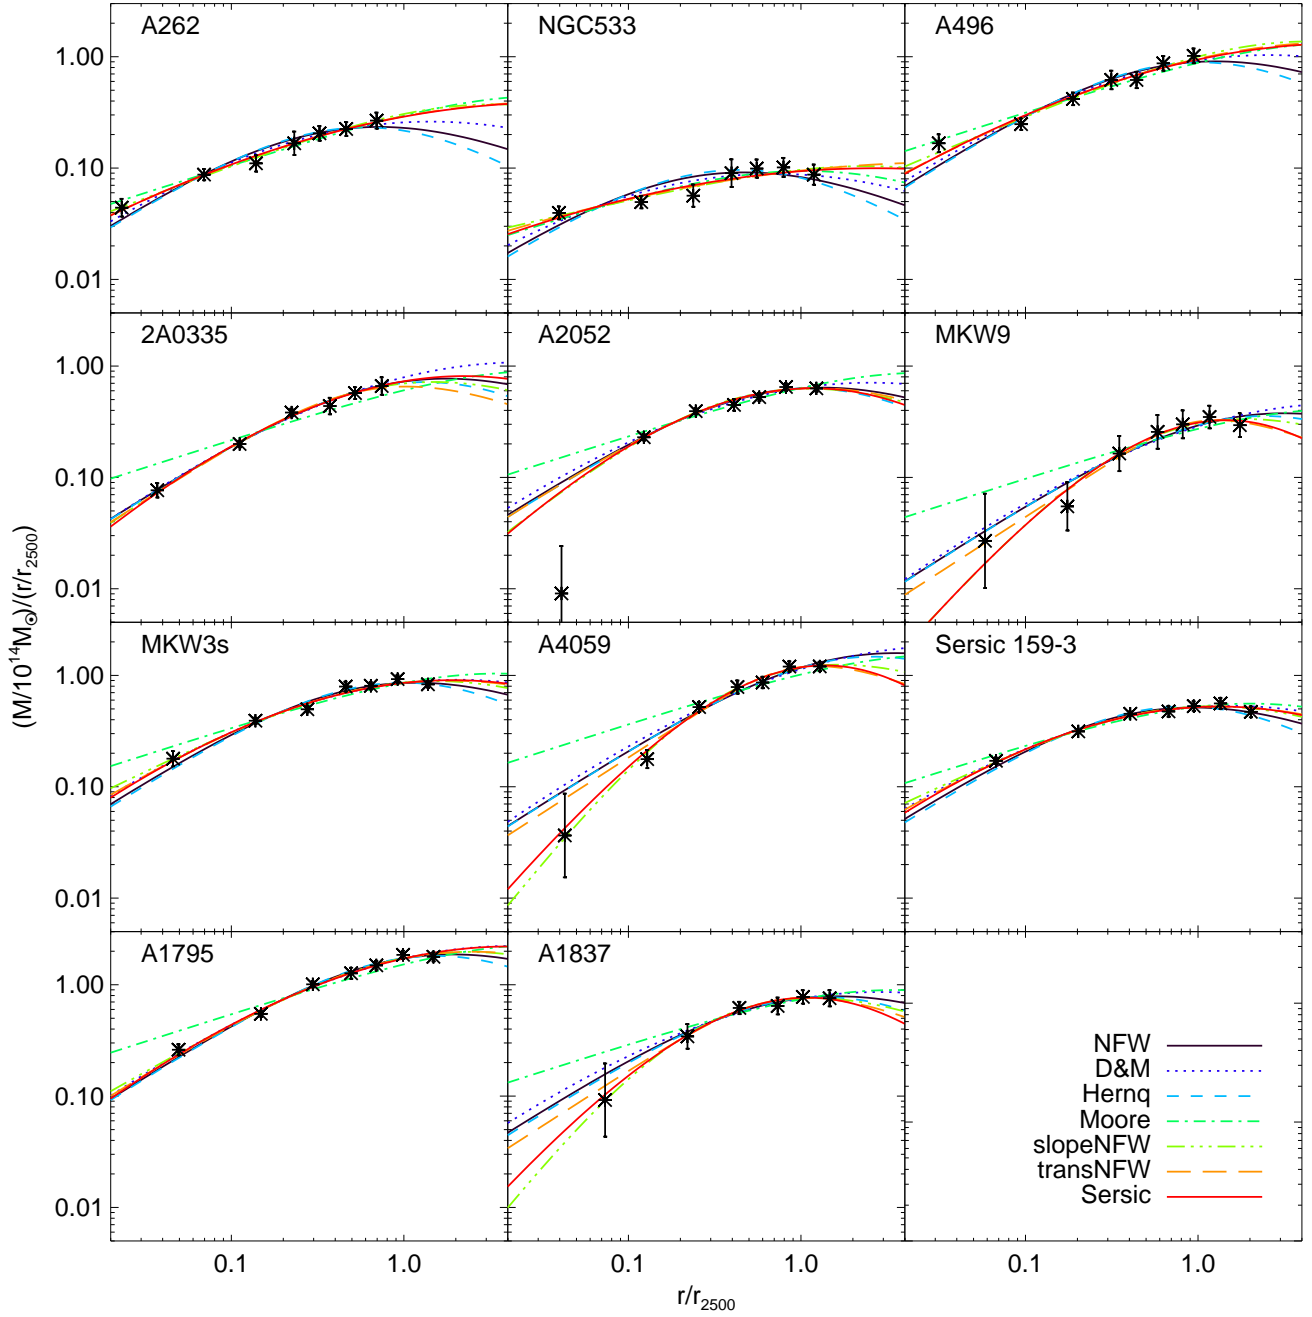 A262
NGC533
A496
1.00
0.10
0.01
2A0335
A2052
MKW9
1.00
0.10
0.01
MKW3s
A4059
Sersic 159-3
1.00
0.10
0.01
A1795
A1837
1.00
0.10
0.01
NFW
D&M
Hernq
Moore
slopeNFW
transNFW
Sersic
0.1 1.0 0.1 1.0 0.1 1.0
r/r2500
(M/10^14M☉)/(r/r2500)